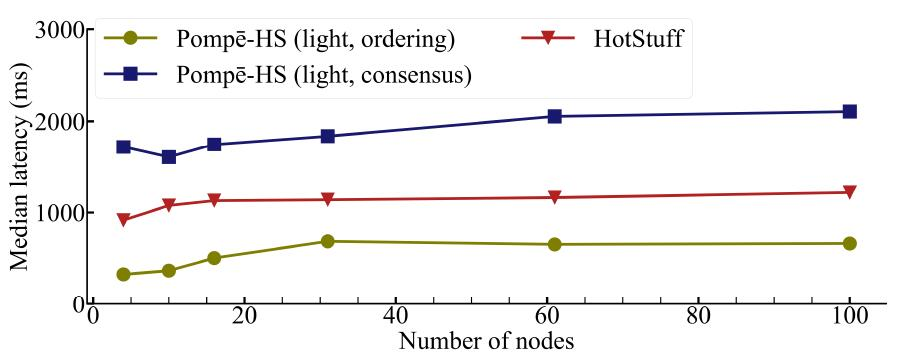 Pompē-HS (light, ordering)
Pompē-HS (light, consensus)
HotStuff
Median latency (ms)
3000
2000
1000
0
0 20 40 60 80 100
Number of nodes